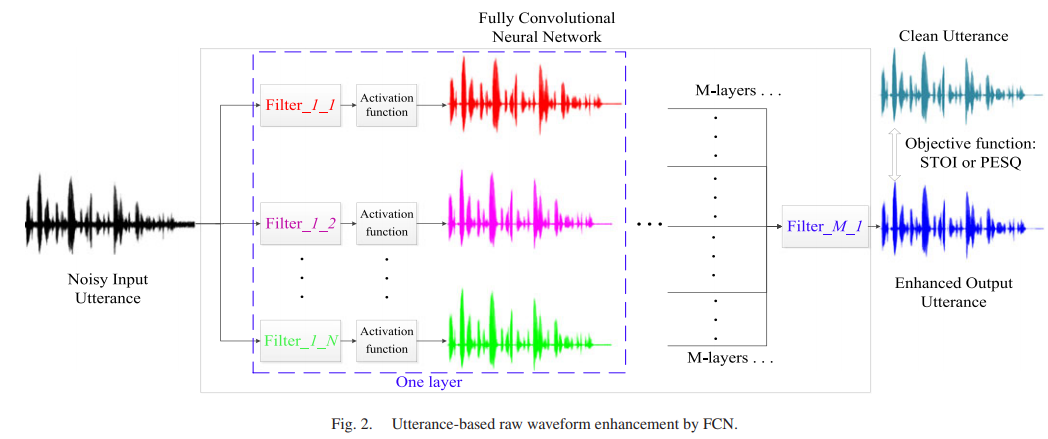 Fully Convolutional
Neural Network
Clean Utterance
Filter_1_1
Activation
function
M-layers . . .
Objective function:
STOI or PESQ
Filter_1_2
Activation
function
Filter_M_1
Noisy Input
Utterance
Enhanced Output
Utterance
Filter_1_N
Activation
function
M-layers . . .
One layer
Fig. 2. Utterance-based raw waveform enhancement by FCN.